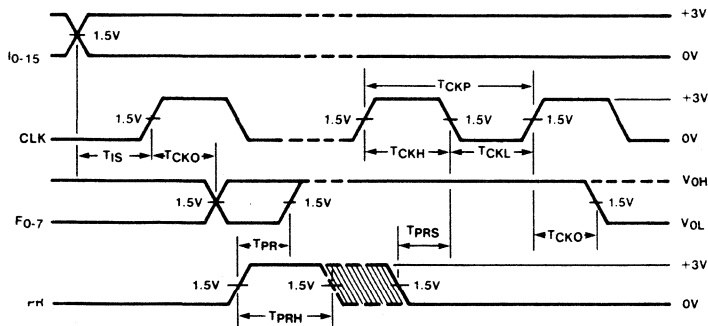 +3V
1.5V
I0-15
0V
TCKP
+3V
1.5V 1.5V 1.5V 1.5V
CLK
0V
TIS TCKO TCKH TCKL
VOH
1.5V 1.5V 1.5V
F0-7
VOL
TPR TPRS TCKO
+3V
1.5V 1.5V 1.5V
0V
TPRH